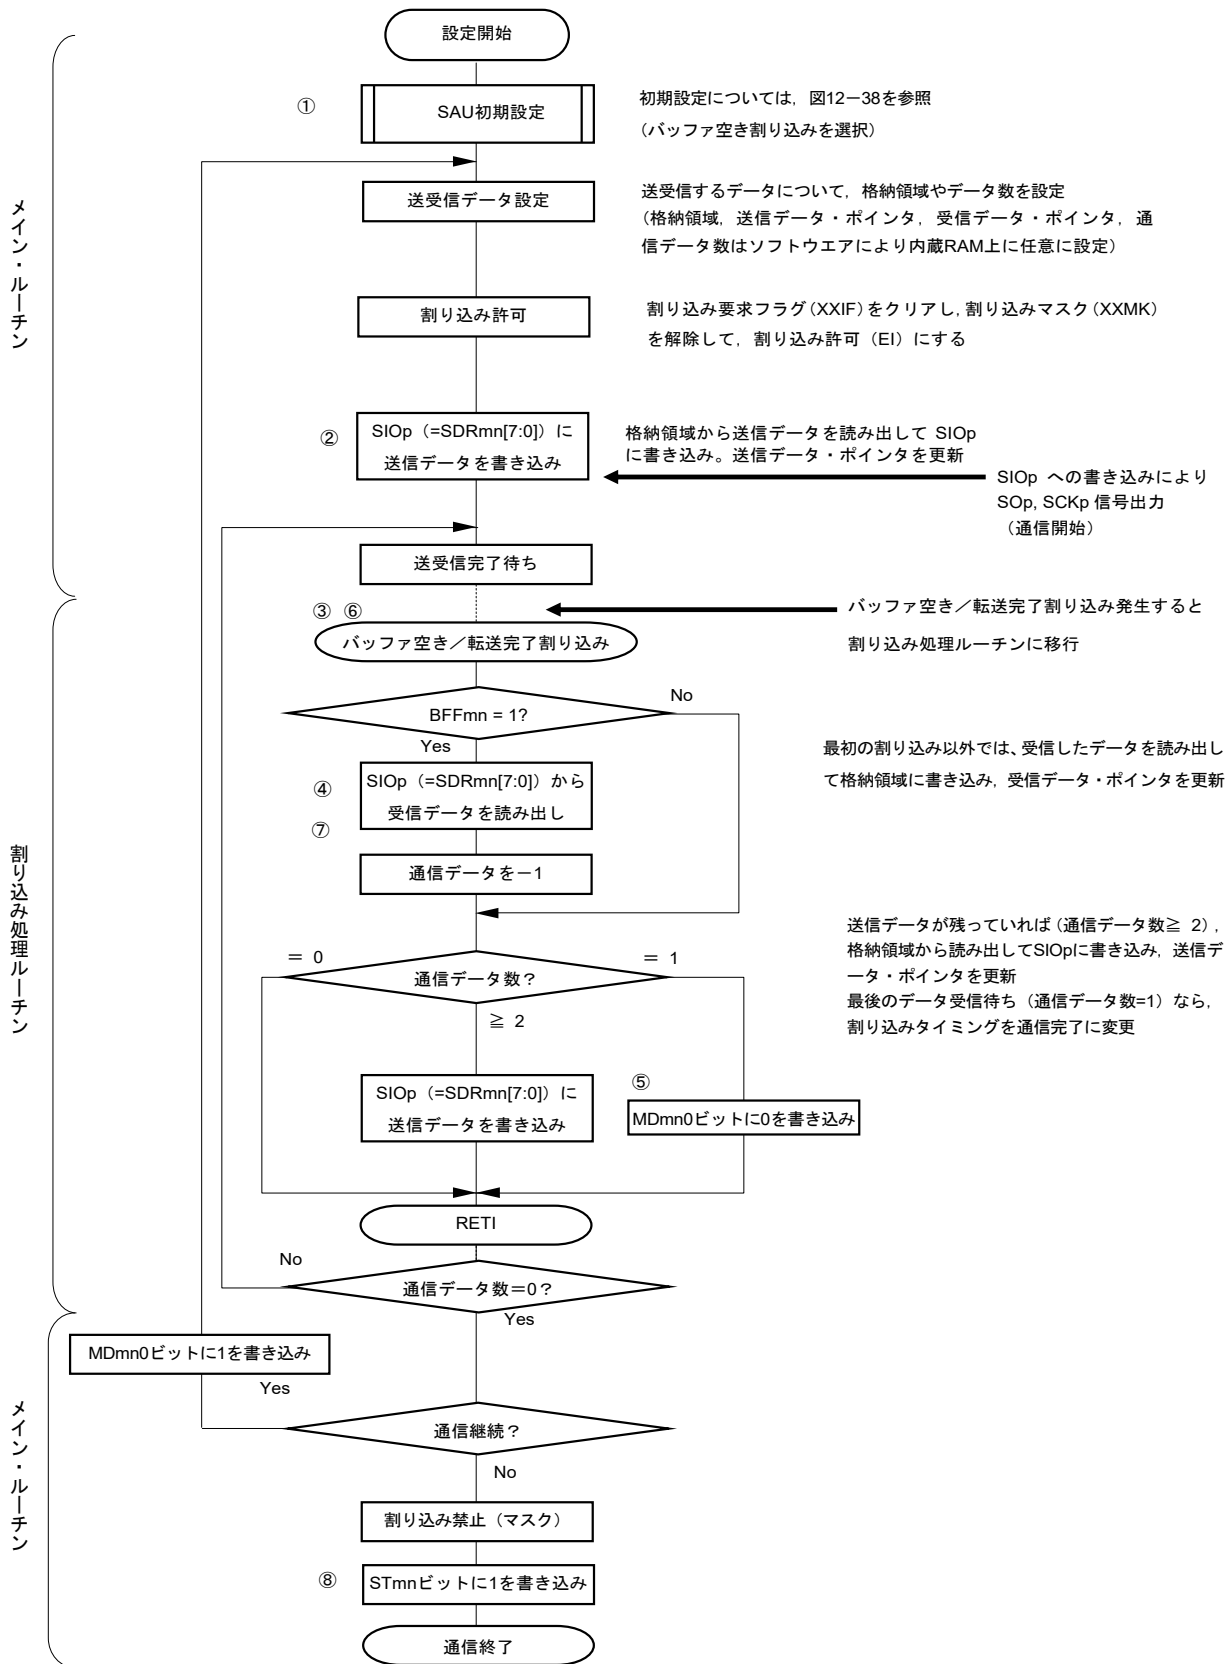 設定開始
①
SAU初期設定
初期設定については，図12－38を参照
（バッファ空き割り込みを選択）
メイン・ルーチン
送受信データ設定
送受信するデータについて，格納領域やデータ数を設定
（格納領域，送信データ・ポインタ，受信データ・ポインタ，通
信データ数はソフトウエアにより内蔵RAM上に任意に設定）
割り込み許可
割り込み要求フラグ（XXIF）をクリアし，割り込みマスク（XXMK）
を解除して，割り込み許可（EI）にする
②
SIOp（=SDRmn[7:0]）に
送信データを書き込み
格納領域から送信データを読み出して SIOp
に書き込み。送信データ・ポインタを更新
SIOp への書き込みにより
SOp, SCKp 信号出力
（通信開始）
送受信完了待ち
③ ⑥
バッファ空き／転送完了割り込み
バッファ空き／転送完了割り込み発生すると
割り込み処理ルーチンに移行
割り込み処理ルーチン
BFFmn = 1?
No
Yes
④
SIOp（=SDRmn[7:0]）から
受信データを読み出し
⑦
最初の割り込み以外では、受信したデータを読み出し
て格納領域に書き込み，受信データ・ポインタを更新
通信データを－1
通信データ数？
＝ 0
＝ 1
≧ 2
送信データが残っていれば（通信データ数≧ 2），
格納領域から読み出してSIOpに書き込み，送信デ
ータ・ポインタを更新
最後のデータ受信待ち（通信データ数=1）なら，
割り込みタイミングを通信完了に変更
SIOp（=SDRmn[7:0]）に
送信データを書き込み
⑤
MDmn0ビットに0を書き込み
RETI
No
通信データ数＝0？
Yes
メイン・ルーチン
MDmn0ビットに1を書き込み
Yes
通信継続？
No
割り込み禁止（マスク）
⑧
STmnビットに1を書き込み
通信終了